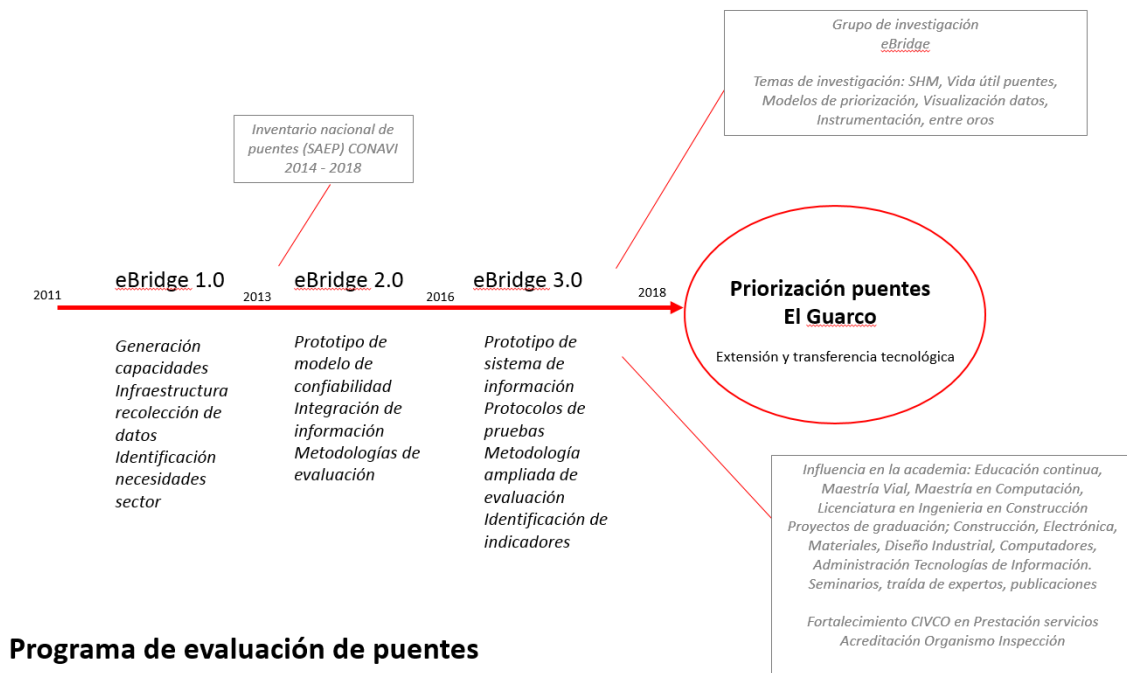 Grupo de investigación
eBridge
Temas de investigación: SHM, Vida útil puentes,
Modelos de priorización, Visualización datos,
Instrumentación, entre oros
Inventario nacional de
puentes (SAEP) CONAVI
2014 - 2018
eBridge 1.0
eBridge 2.0
eBridge 3.0
2011
2013
2016
2018
Priorización puentes
El Guarco
Extensión y transferencia tecnológica
Generación
capacidades
Infraestructura
recolección de
datos
Identificación
necesidades
sector
Prototipo de
modelo de
confiabilidad
Integración de
información
Metodologías de
evaluación
Prototipo de
sistema de
información
Protocolos de
pruebas
Metodología
ampliada de
evaluación
Identificación de
indicadores
Influencia en la academia: Educación continua,
Maestría Vial, Maestría en Computación,
Licenciatura en Ingenieria en Construcción
Proyectos de graduación; Construcción, Electrónica,
Materiales, Diseño Industrial, Computadores,
Administración Tecnologías de Información.
Seminarios, traída de expertos, publicaciones
Fortalecimiento CIVCO en Prestación servicios
Acreditación Organismo Inspección
Programa de evaluación de puentes